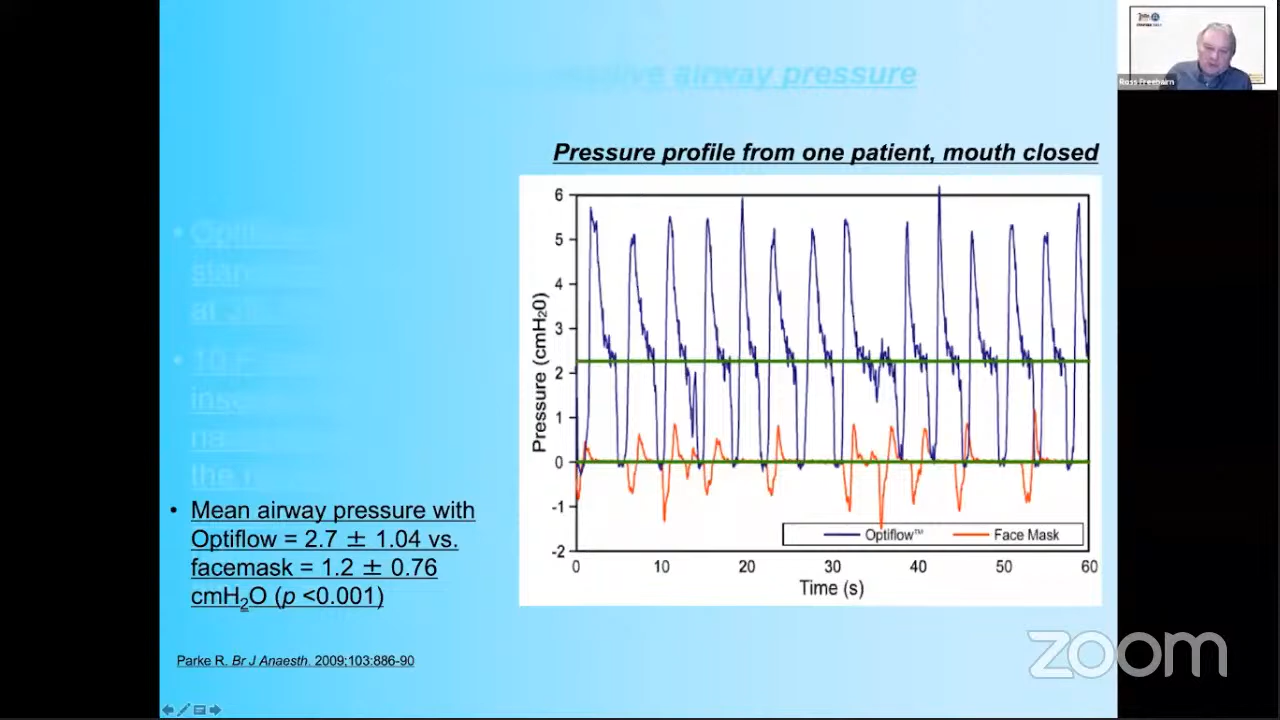 sitive airway pressure
Ross Freebairn
Pressure profile from one patient, mouth closed
Pressure (cmH₂0)
6
5
4
3
2
1
0
-1
-2
Optiflow™ Face Mask
0 10 20 30 40 50 60
Time (s)
• Mean airway pressure with
Optiflow = 2.7 ± 1.04 vs.
facemask = 1.2 ± 0.76
cmH₂O (p <0.001)
Parke R. Br J Anaesth. 2009;103:886-90
zoom